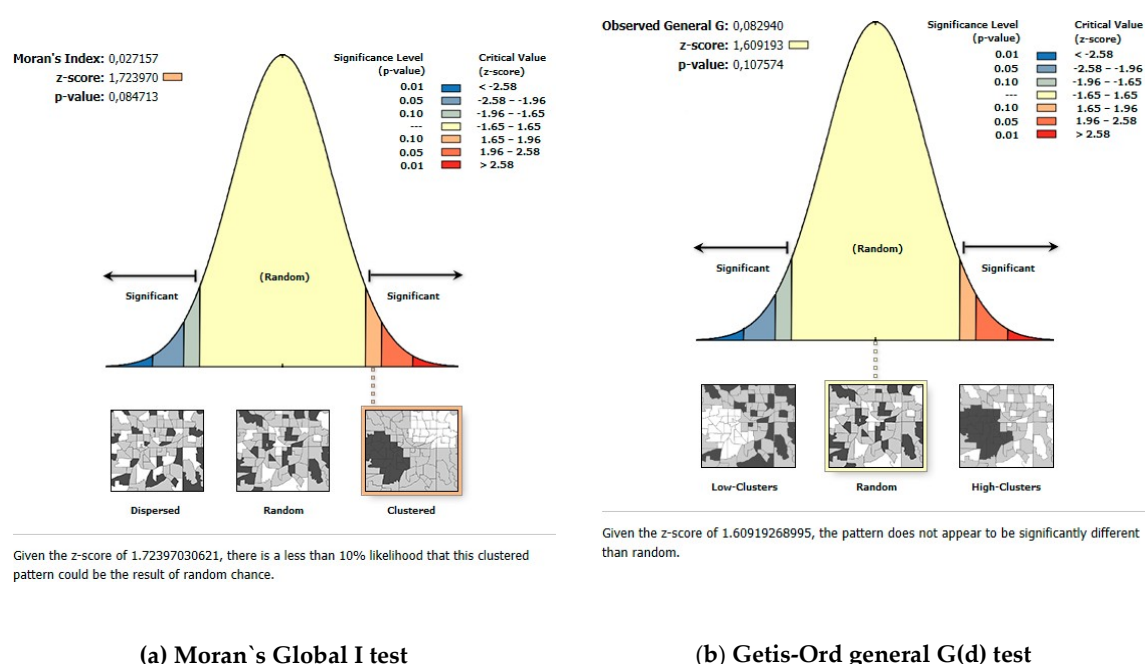 Moran's Index: 0,027157
z-score: 1,723970
p-value: 0,084713
Significance Level
(p-value)
Critical Value
(z-score)
0.01 < -2.58
0.05 -2.58 – -1.96
0.10 -1.96 – -1.65
--- -1.65 – 1.65
0.10 1.65 – 1.96
0.05 1.96 – 2.58
0.01 > 2.58
(Random)
Significant
Significant
Dispersed
Random
Clustered
Given the z-score of 1.72397030621, there is a less than 10% likelihood that this clustered
pattern could be the result of random chance.
(a) Moran`s Global I test
Observed General G: 0,082940
z-score: 1,609193
p-value: 0,107574
Significance Level
(p-value)
Critical Value
(z-score)
0.01 < -2.58
0.05 -2.58 – -1.96
0.10 -1.96 – -1.65
--- -1.65 – 1.65
0.10 1.65 – 1.96
0.05 1.96 – 2.58
0.01 > 2.58
(Random)
Significant
Significant
Low-Clusters
Random
High-Clusters
Given the z-score of 1.60919268995, the pattern does not appear to be significantly different
than random.
(b) Getis-Ord general G(d) test